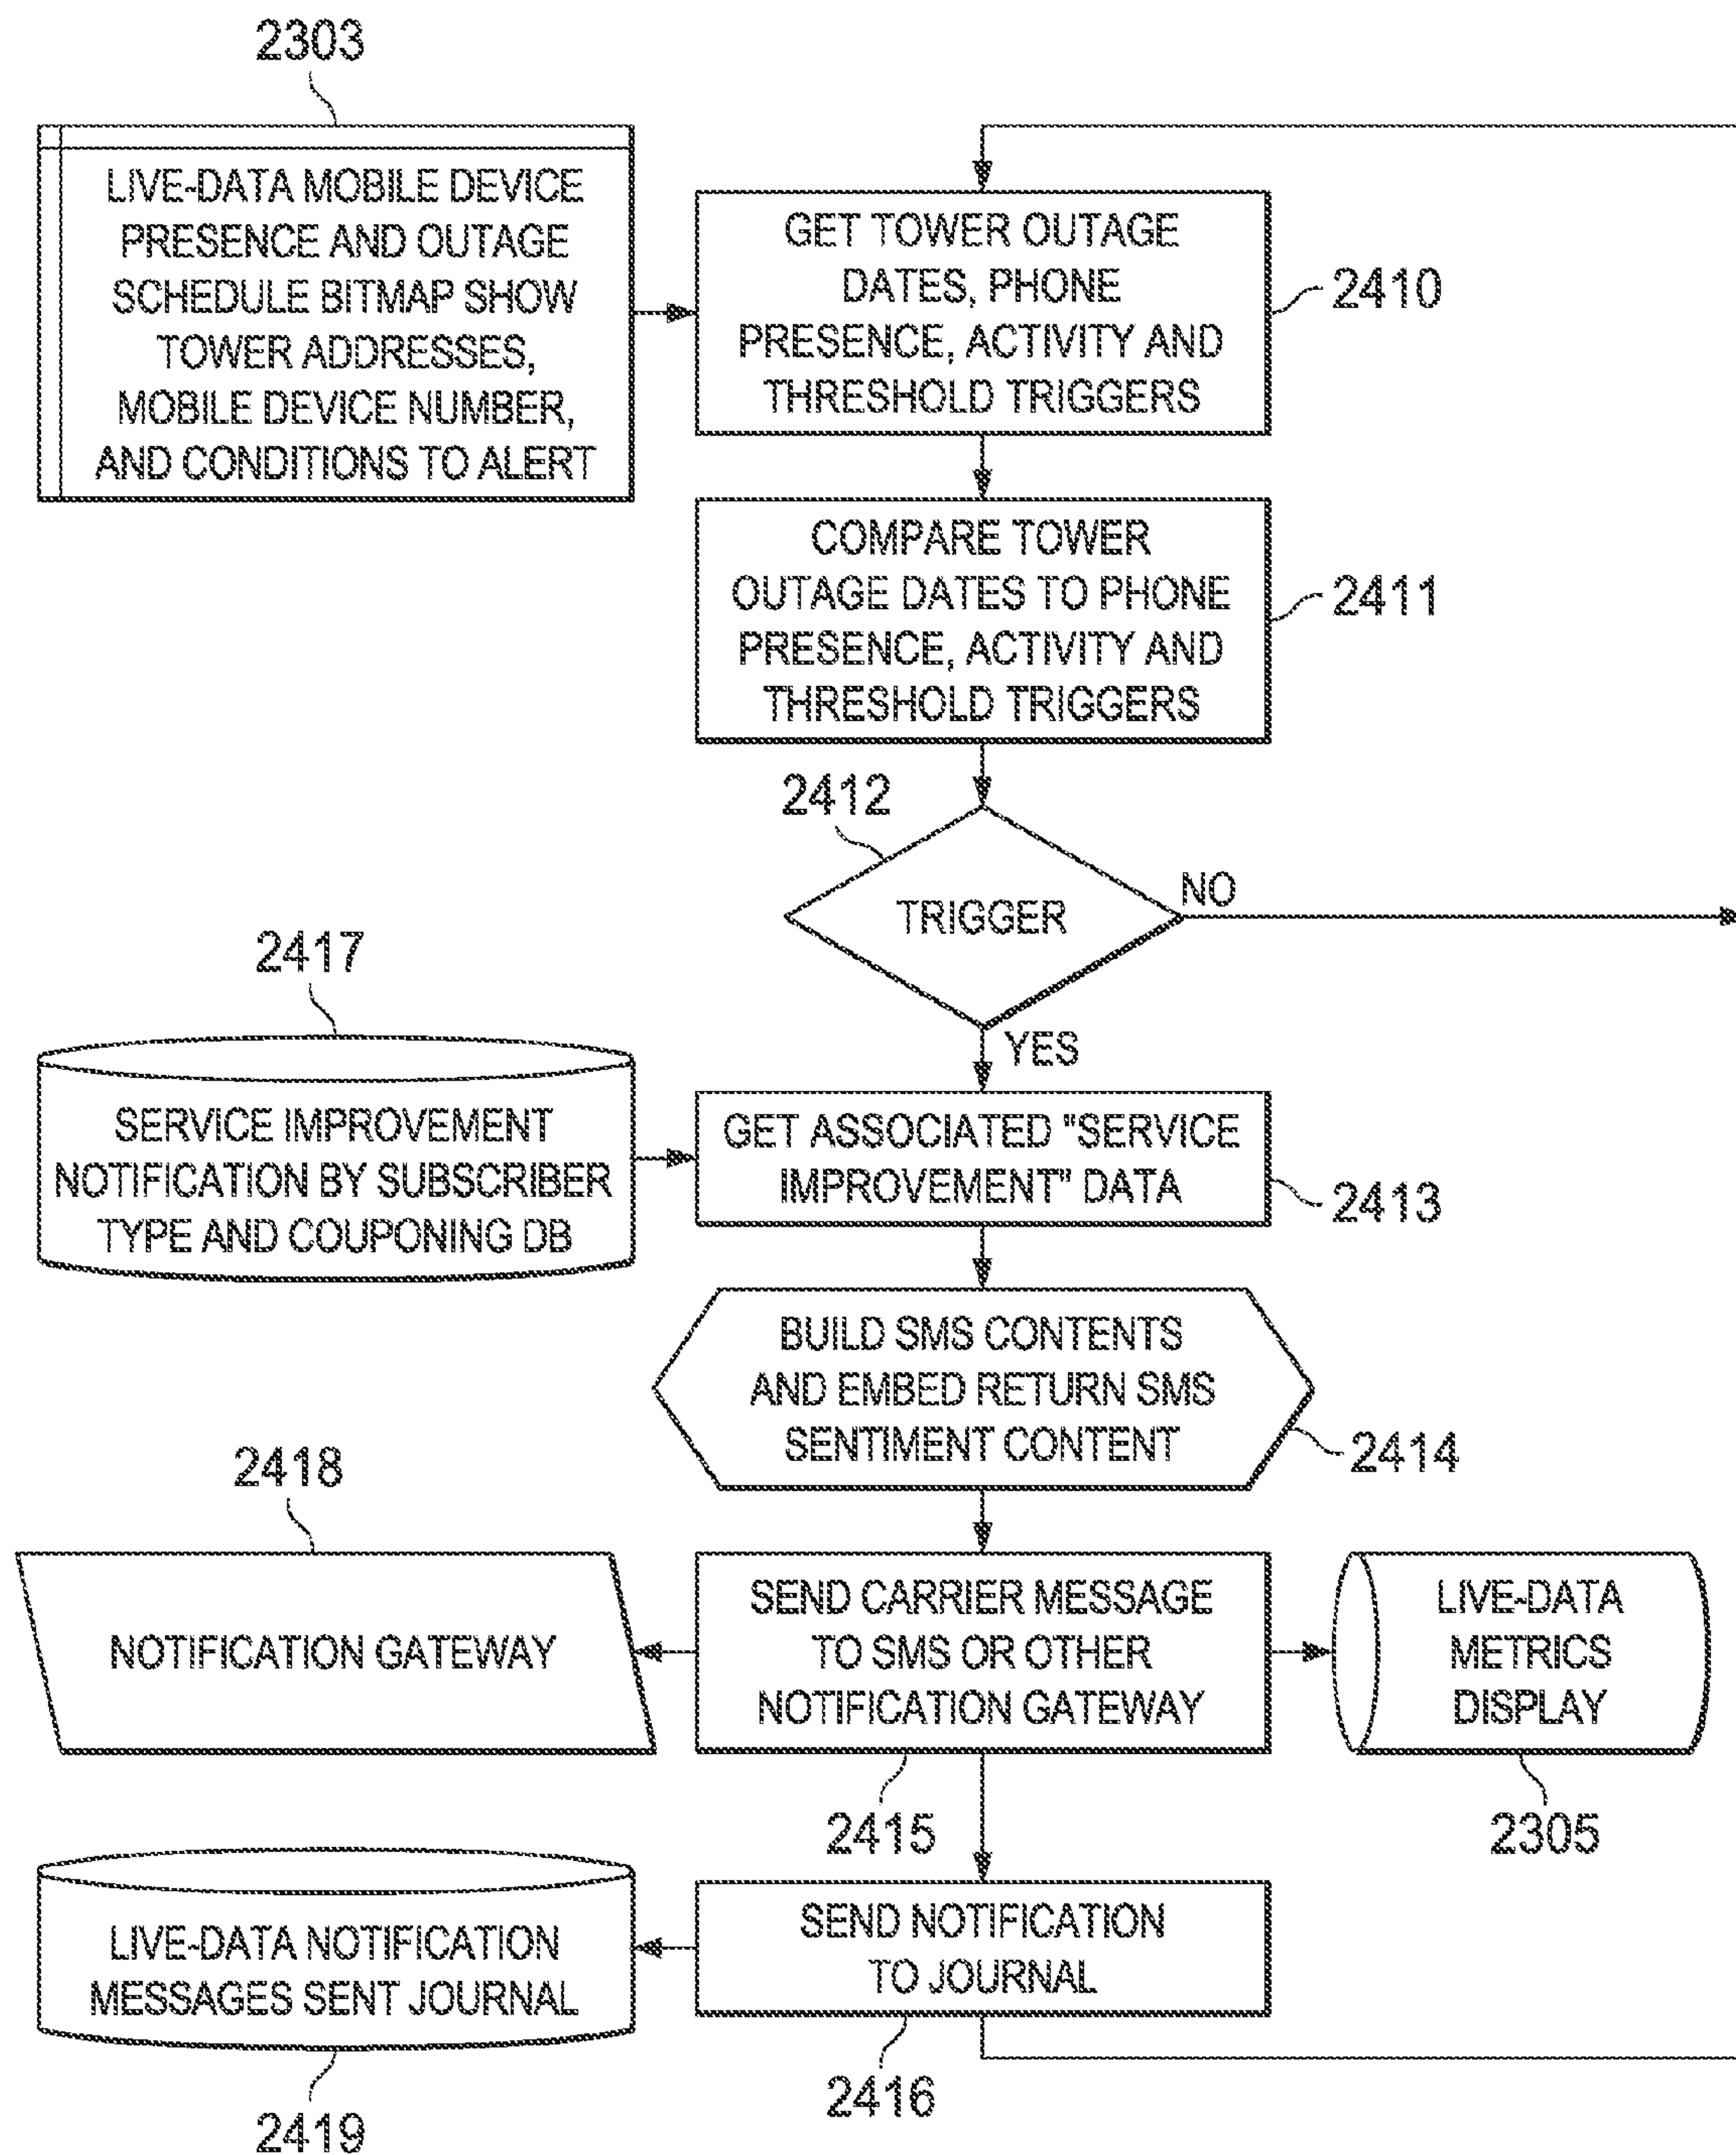 2303
LIVE-DATA MOBILE DEVICE
PRESENCE AND OUTAGE
SCHEDULE BITMAP SHOW
TOWER ADDRESSES,
MOBILE DEVICE NUMBER,
AND CONDITIONS TO ALERT
GET TOWER OUTAGE
DATES, PHONE
PRESENCE, ACTIVITY AND
THRESHOLD TRIGGERS
2410
COMPARE TOWER
OUTAGE DATES TO PHONE
PRESENCE, ACTIVITY AND
THRESHOLD TRIGGERS
2411
2412
TRIGGER
NO
YES
2417
SERVICE IMPROVEMENT
NOTIFICATION BY SUBSCRIBER
TYPE AND COUPONING DB
GET ASSOCIATED "SERVICE
IMPROVEMENT" DATA
2413
BUILD SMS CONTENTS
AND EMBED RETURN SMS
SENTIMENT CONTENT
2414
2418
NOTIFICATION GATEWAY
SEND CARRIER MESSAGE
TO SMS OR OTHER
NOTIFICATION GATEWAY
2415
LIVE-DATA
METRICS
DISPLAY
2305
LIVE-DATA NOTIFICATION
MESSAGES SENT JOURNAL
2419
SEND NOTIFICATION
TO JOURNAL
2416